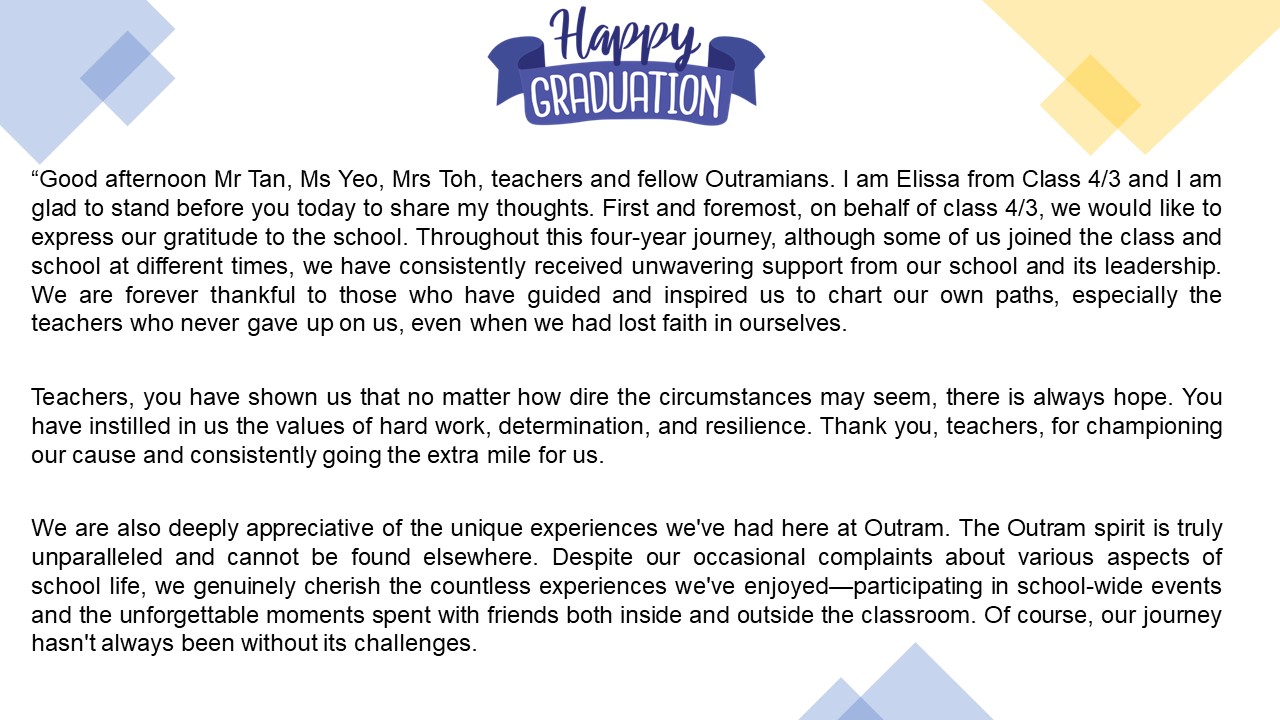 Happy
GRADUATION
“Good afternoon Mr Tan, Ms Yeo, Mrs Toh, teachers and fellow Outramians. I am Elissa from Class 4/3 and I am
glad to stand before you today to share my thoughts. First and foremost, on behalf of class 4/3, we would like to
express our gratitude to the school. Throughout this four-year journey, although some of us joined the class and
school at different times, we have consistently received unwavering support from our school and its leadership.
We are forever thankful to those who have guided and inspired us to chart our own paths, especially the
teachers who never gave up on us, even when we had lost faith in ourselves.
Teachers, you have shown us that no matter how dire the circumstances may seem, there is always hope. You
have instilled in us the values of hard work, determination, and resilience. Thank you, teachers, for championing
our cause and consistently going the extra mile for us.
We are also deeply appreciative of the unique experiences we've had here at Outram. The Outram spirit is truly
unparalleled and cannot be found elsewhere. Despite our occasional complaints about various aspects of
school life, we genuinely cherish the countless experiences we've enjoyed—participating in school-wide events
and the unforgettable moments spent with friends both inside and outside the classroom. Of course, our journey
hasn't always been without its challenges.